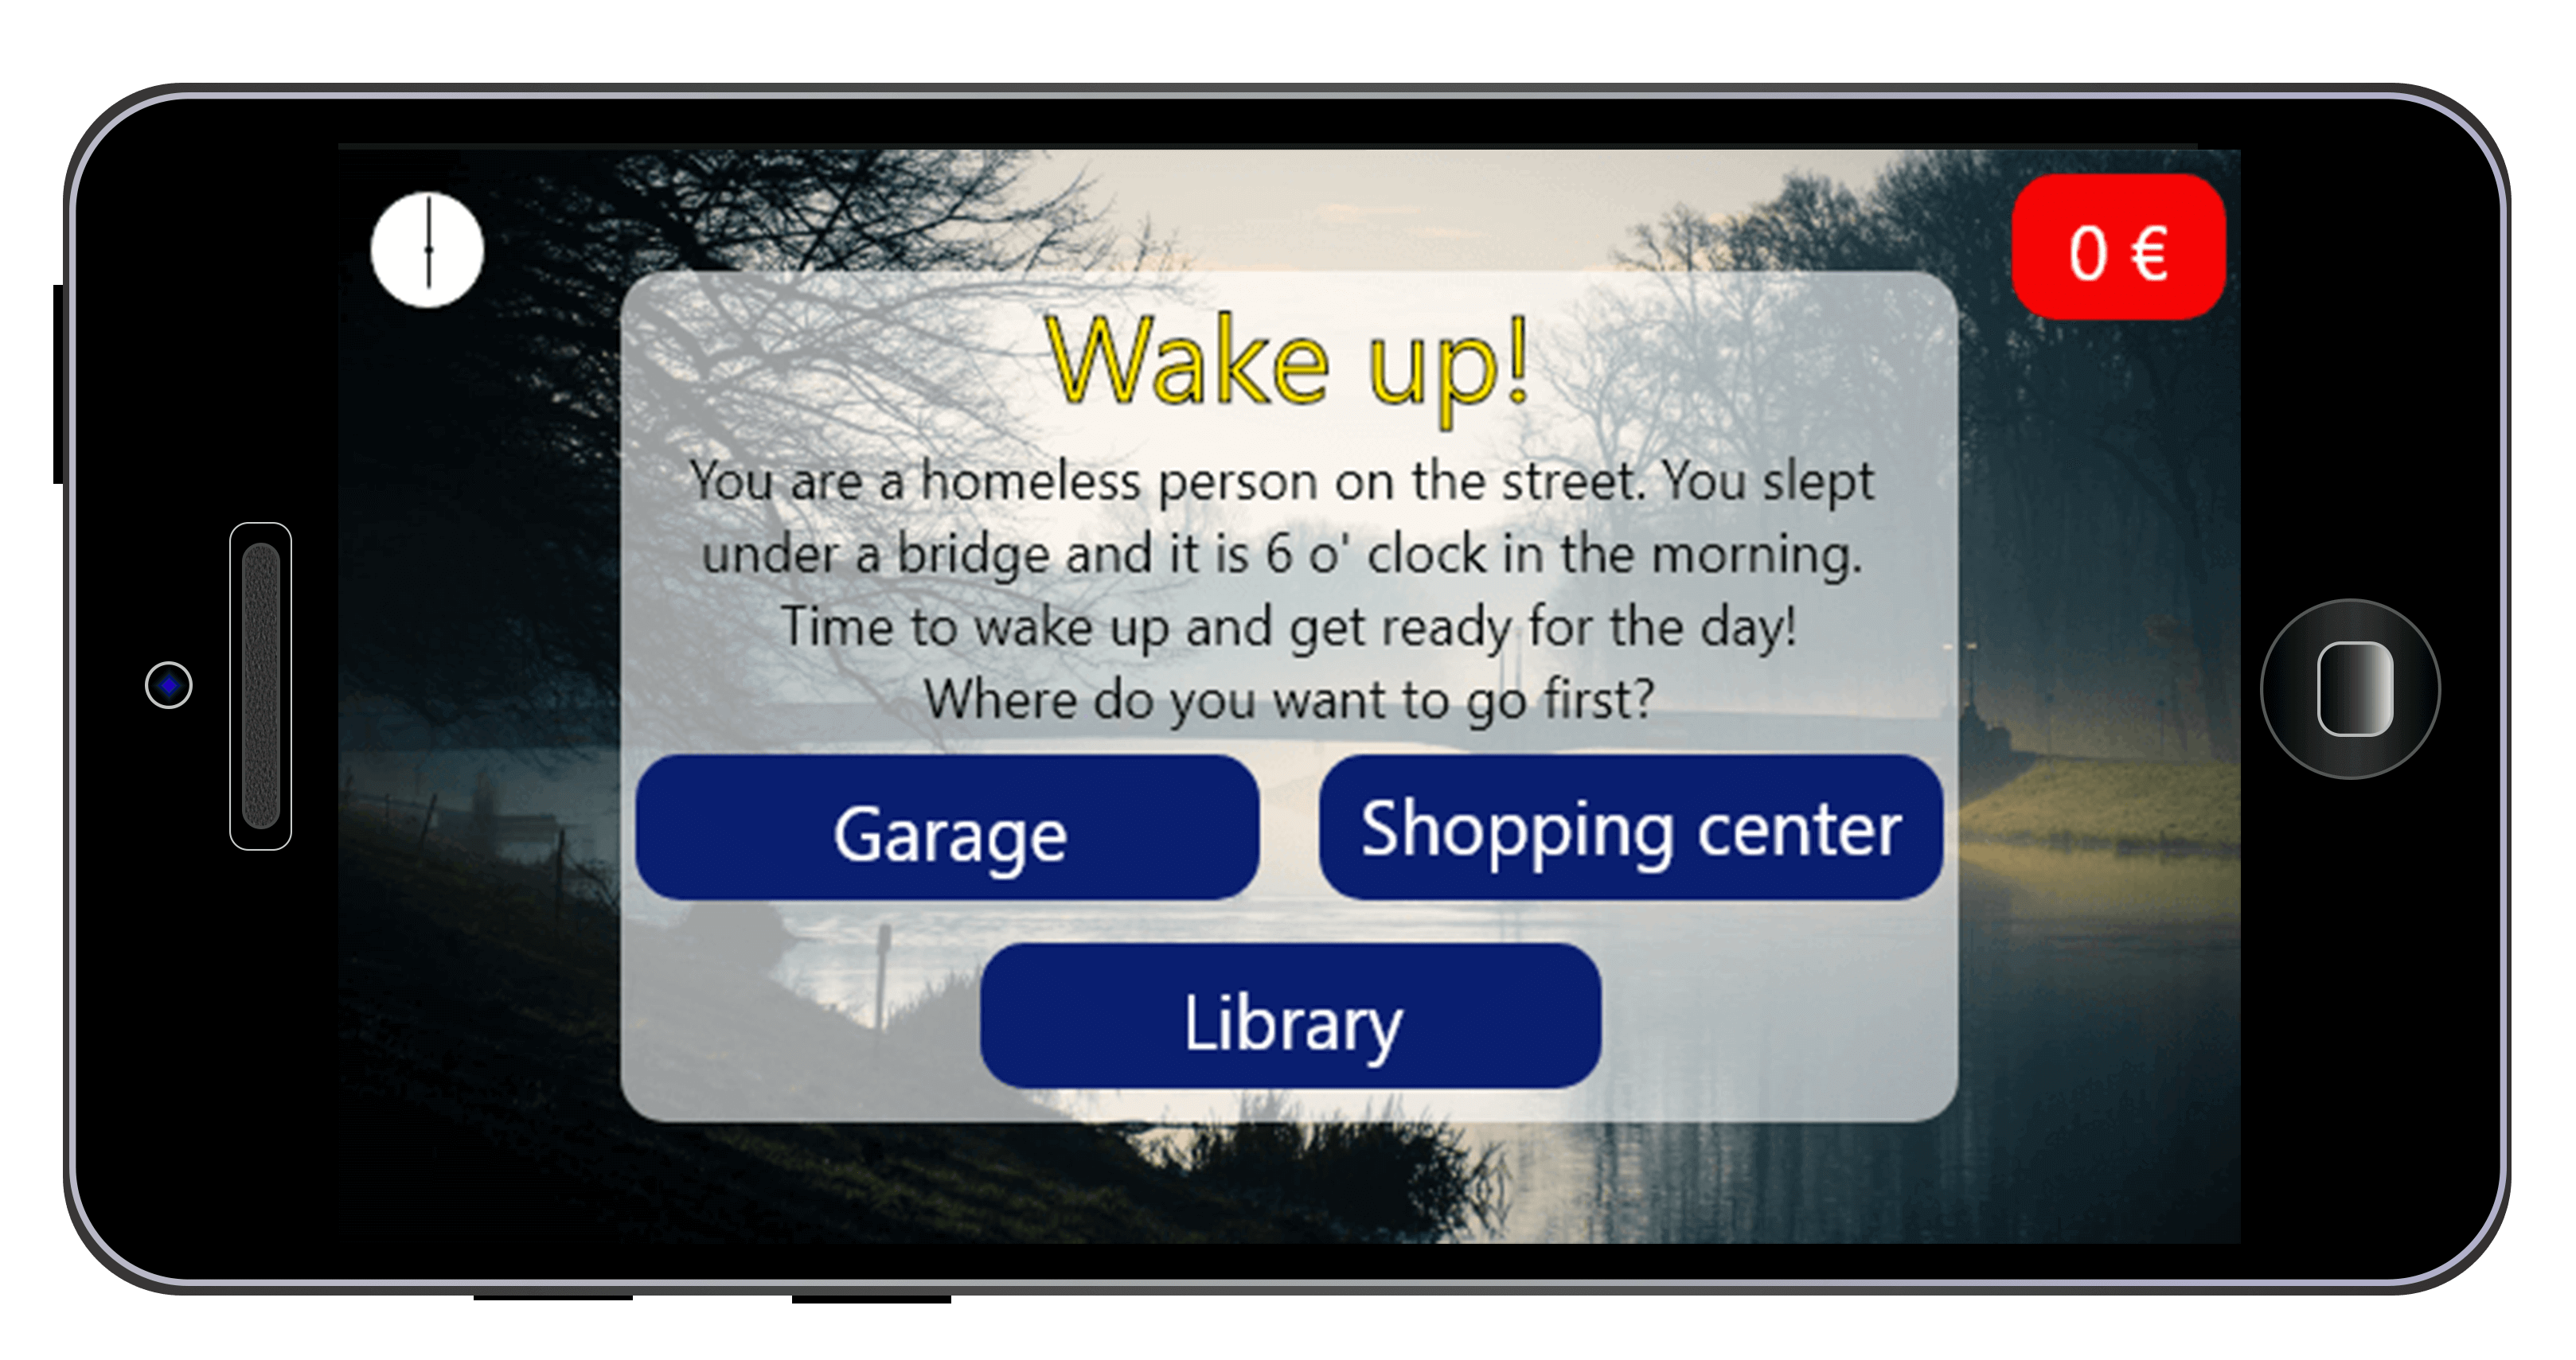 0 €
Wake up!
You are a homeless person on the street. You slept
under a bridge and it is 6 o' clock in the morning.
Time to wake up and get ready for the day!
Where do you want to go first?
Garage
Shopping center
Library